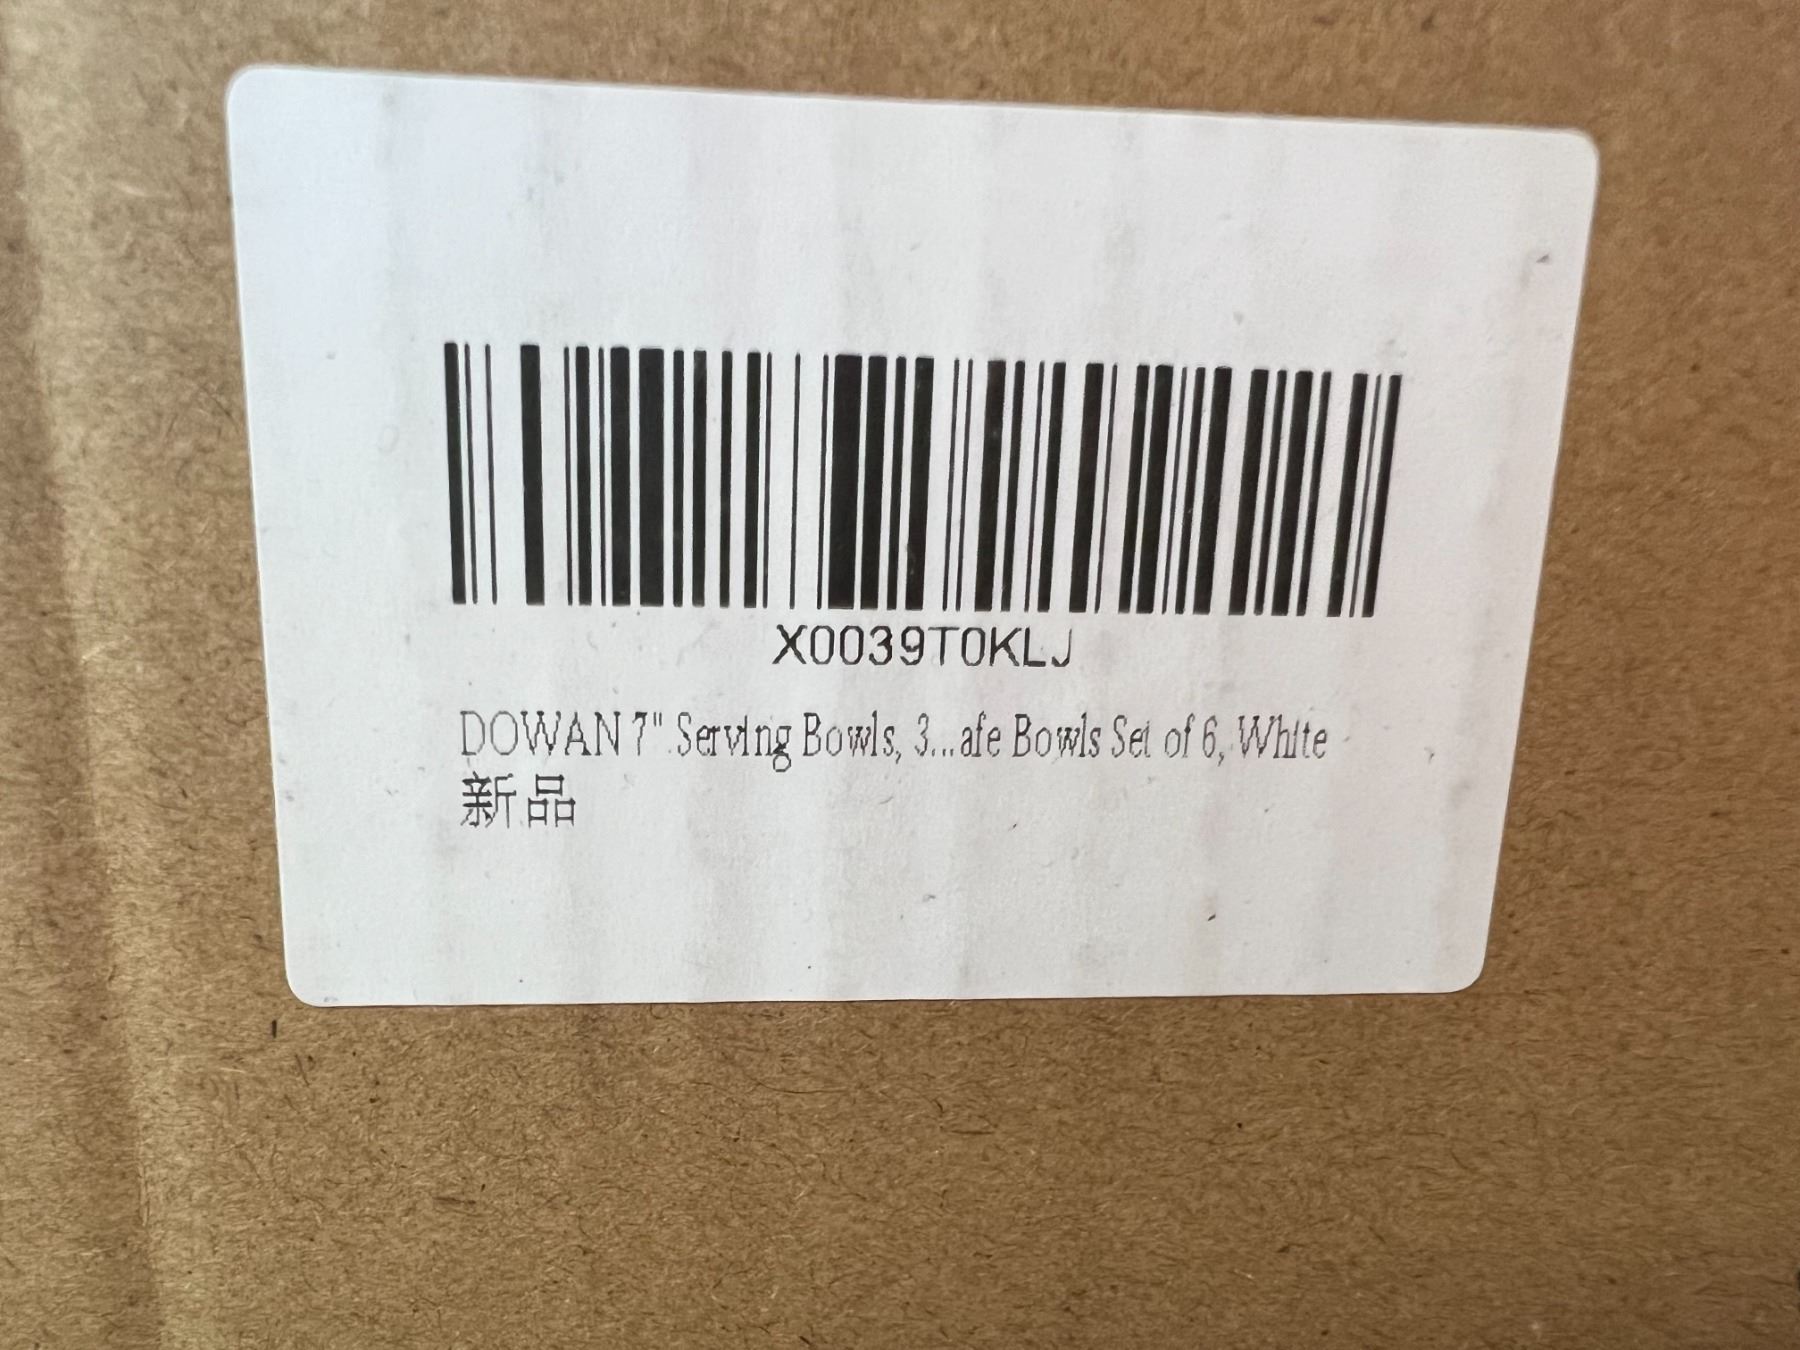 X0039T0KLJ
DOWAN 7" Serving Bowls, 3...afe Bowls Set of 6, White
新品